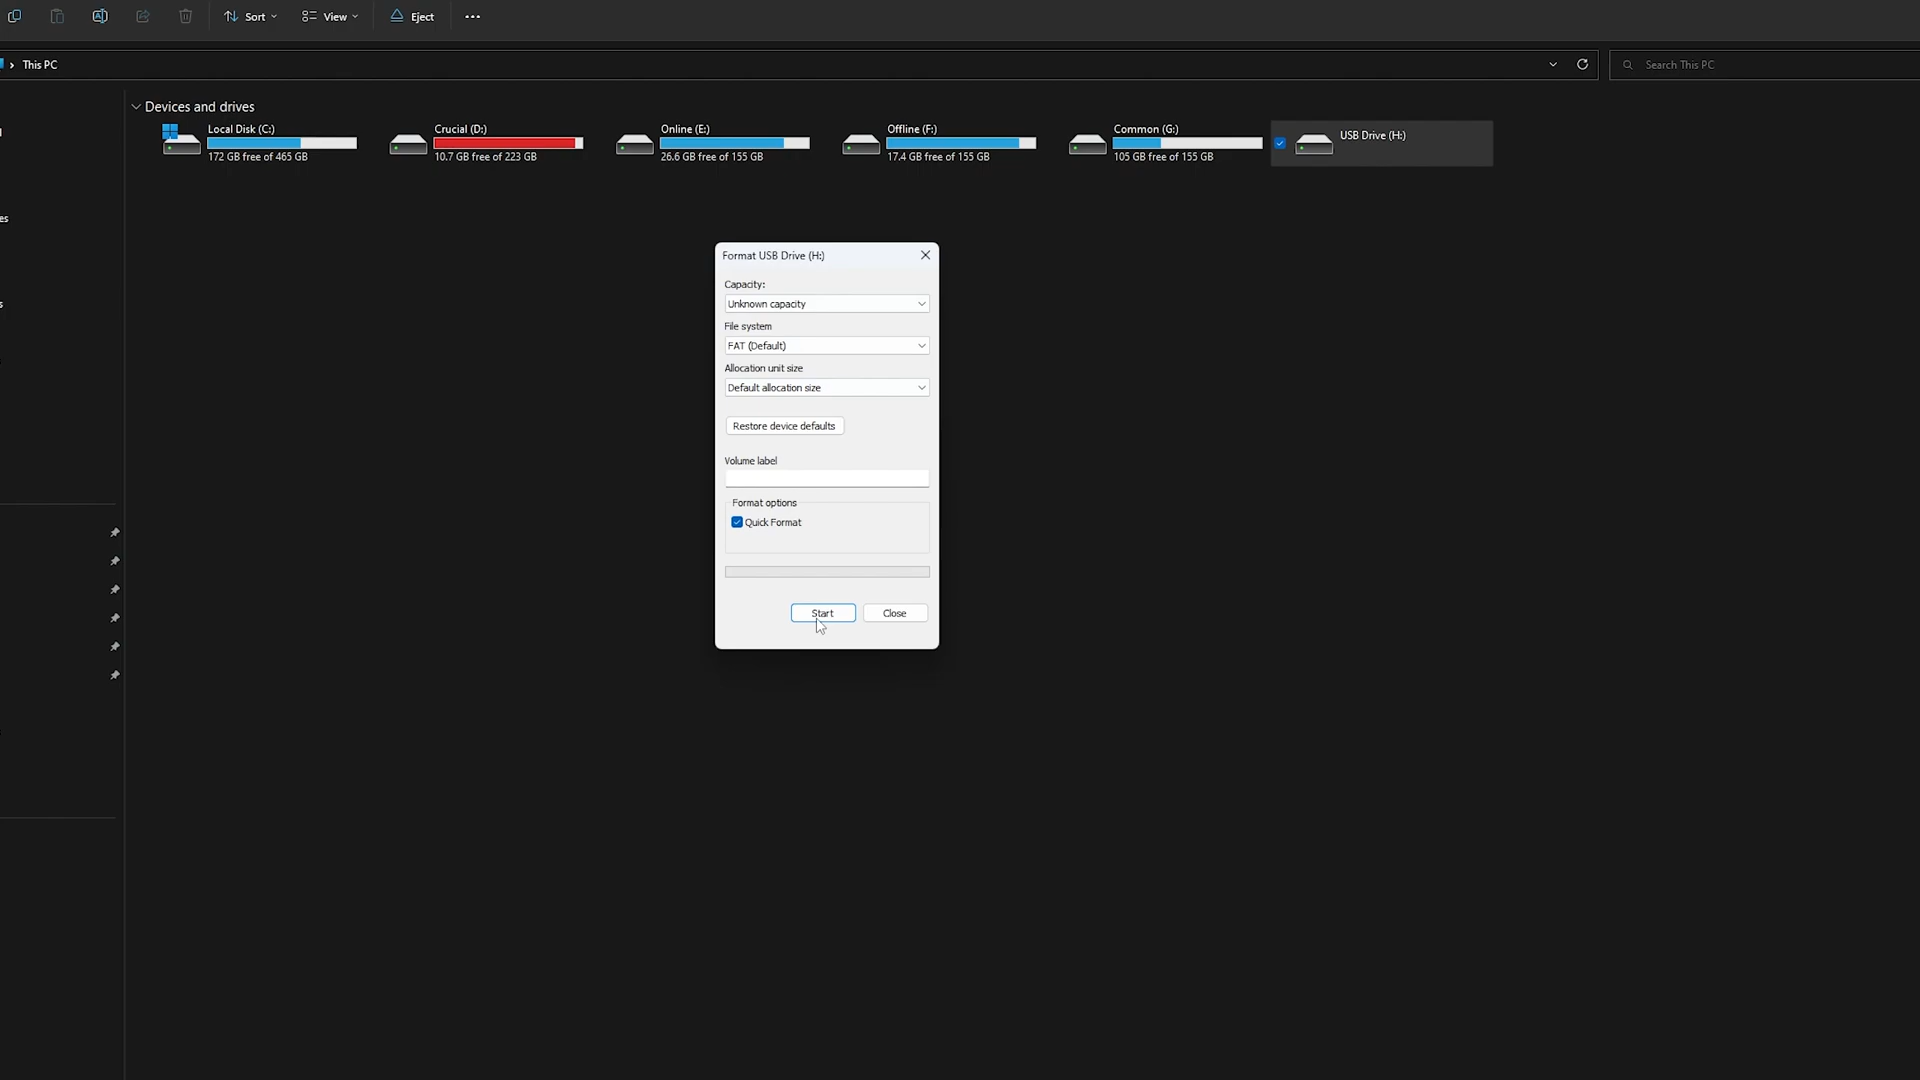 Sort
View
Eject
This PC
Search This PC
Devices and drives
Local Disk (C:)
172 GB free of 465 GB
Crucial (D:)
10.7 GB free of 223 GB
Online (E:)
26.6 GB free of 155 GB
Offline (F:)
17.4 GB free of 155 GB
Common (G:)
105 GB free of 155 GB
USB Drive (H:)
es
s
Format USB Drive (H:)
Capacity:
Unknown capacity
File system
FAT (Default)
Allocation unit size
Default allocation size
Restore device defaults
Volume label
Format options
Quick Format
Start
Close